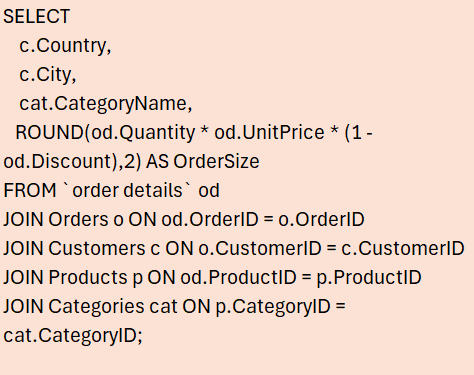 SELECT
c.Country,
c.City,
cat.CategoryName,
ROUND(od.Quantity * od.UnitPrice * (1 -
od.Discount),2) AS OrderSize
FROM `order details` od
JOIN Orders o ON od.OrderID = o.OrderID
JOIN Customers c ON o.CustomerID = c.CustomerID
JOIN Products p ON od.ProductID = p.ProductID
JOIN Categories cat ON p.CategoryID =
cat.CategoryID;